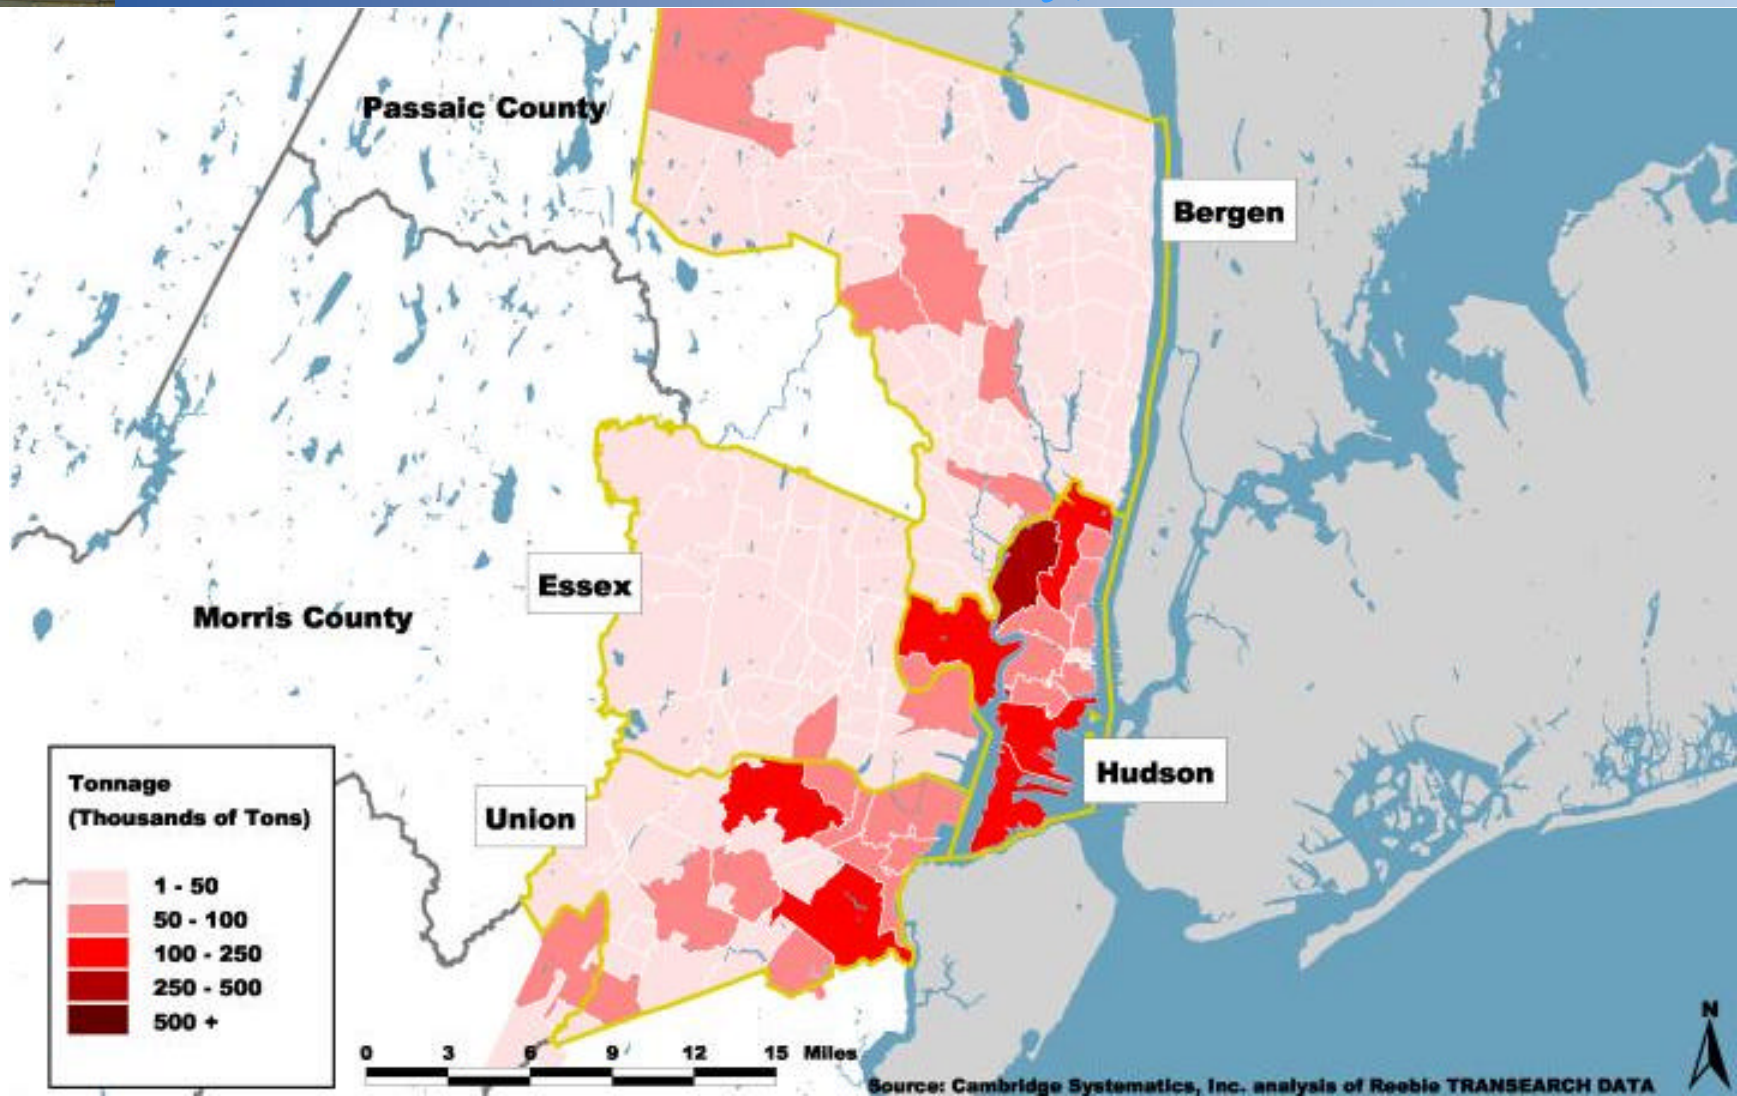 Passaic County
Bergen
Essex
Morris County
Hudson
Union
Tonnage
(Thousands of Tons)
1 - 50
50 - 100
100 - 250
250 - 500
500 +
0 3 6 9 12 15 Miles
N
Source: Cambridge Systematics, Inc. analysis of Reebie TRANSEARCH DATA